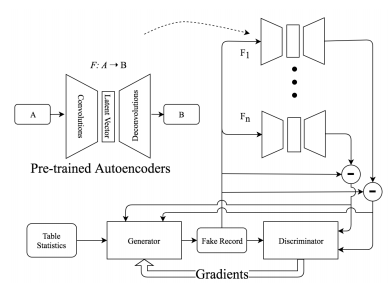 F: A → B
A
Convolutions
Latent Vector
Deconvolutions
B
Pre-trained Autoencoders
F1
Fn
-
-
Table
Statistics
Generator
Fake Record
Discriminator
Gradients